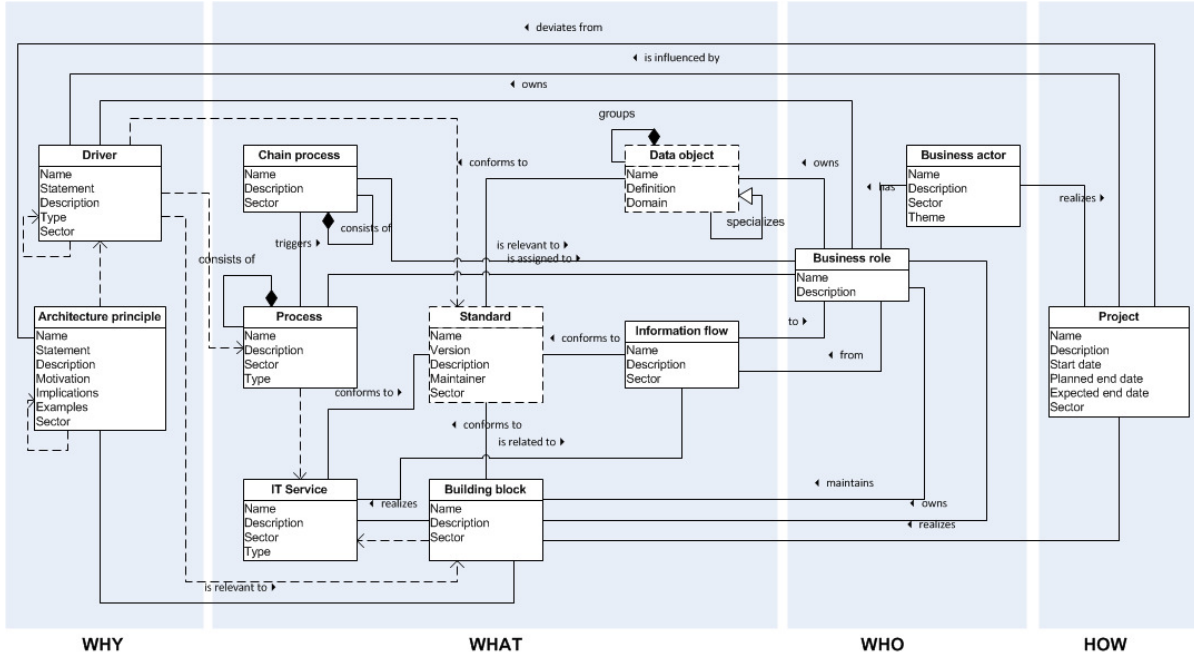 ◂ deviates from
◂ is influenced by
◂ owns
groups
Driver
Name
Statement
Description
Type
Sector
Chain process
Name
Description
Sector
consists of
triggers ▸
◂ conforms to
Data object
Name
Definition
Domain
specializes
◂ owns
Business actor
Name
Description
Sector
Theme
◂ has
realizes ▸
is relevant to ▸
is assigned to ▸
consists of
Business role
Name
Description
Architecture principle
Name
Statement
Description
Motivation
Implications
Examples
Sector
Process
Name
Description
Sector
Type
Standard
Name
Version
Description
Maintainer
Sector
◂ conforms to
Information flow
Name
Description
Sector
to ▸
◂ from
Project
Name
Description
Start date
Planned end date
Expected end date
Sector
conforms to ▸
◂ conforms to
is related to ▸
IT Service
Name
Description
Sector
Type
◂ realizes
Building block
Name
Description
Sector
◂ maintains
◂ owns
◂ realizes
is relevant to ▸
WHY
WHAT
WHO
HOW